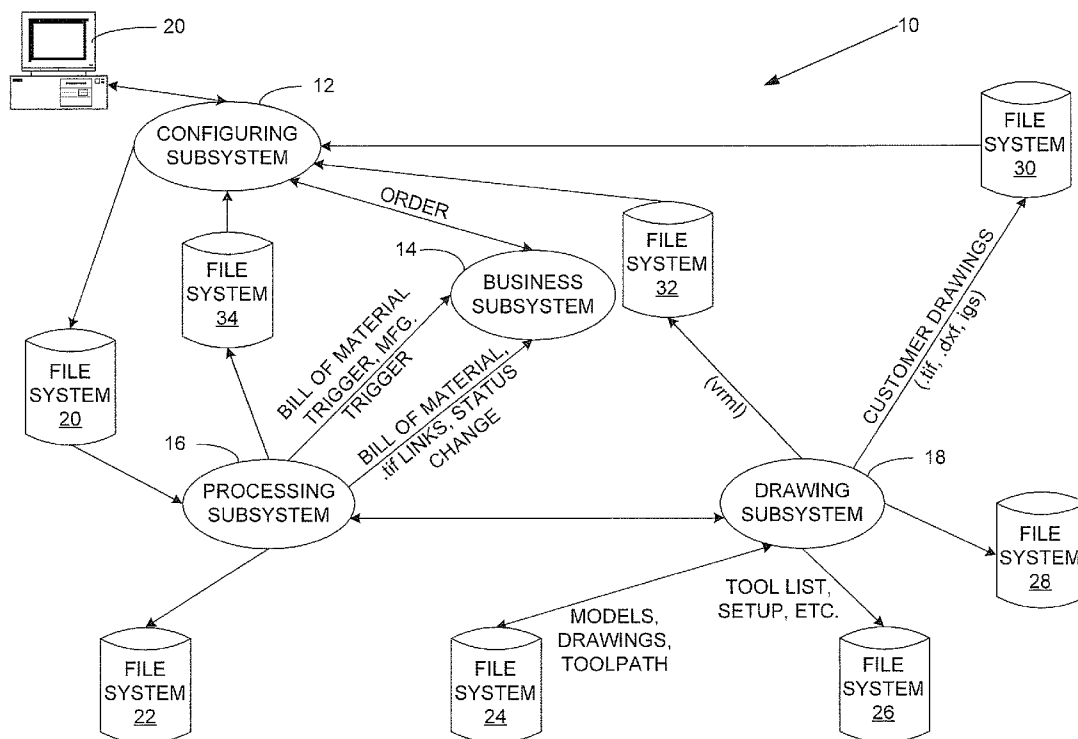 20
10
12
CONFIGURING
SUBSYSTEM
FILE
SYSTEM
30
ORDER
14
FILE
SYSTEM
34
BUSINESS
SUBSYSTEM
FILE
SYSTEM
32
BILL OF MATERIAL
TRIGGER, MFG.
TRIGGER
CUSTOMER DRAWINGS
(.tif, .dxf, igs)
FILE
SYSTEM
20
BILL OF MATERIAL,
.tif LINKS, STATUS
CHANGE
(vrml)
16
PROCESSING
SUBSYSTEM
18
DRAWING
SUBSYSTEM
FILE
SYSTEM
28
TOOL LIST,
SETUP, ETC.
MODELS,
DRAWINGS,
TOOLPATH
FILE
SYSTEM
22
FILE
SYSTEM
24
FILE
SYSTEM
26